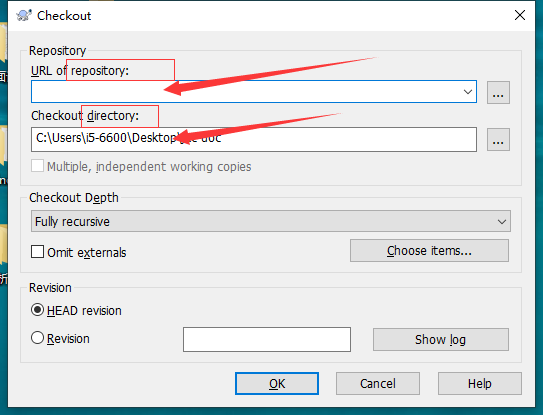 Checkout
Repository
URL of repository:
...
Checkout directory:
C:\Users\i5-6600\Desktop\ doc
...
Multiple, independent working copies
Checkout Depth
Fully recursive
Omit externals
Choose items...
Revision
HEAD revision
Revision
Show log
OK
Cancel
Help